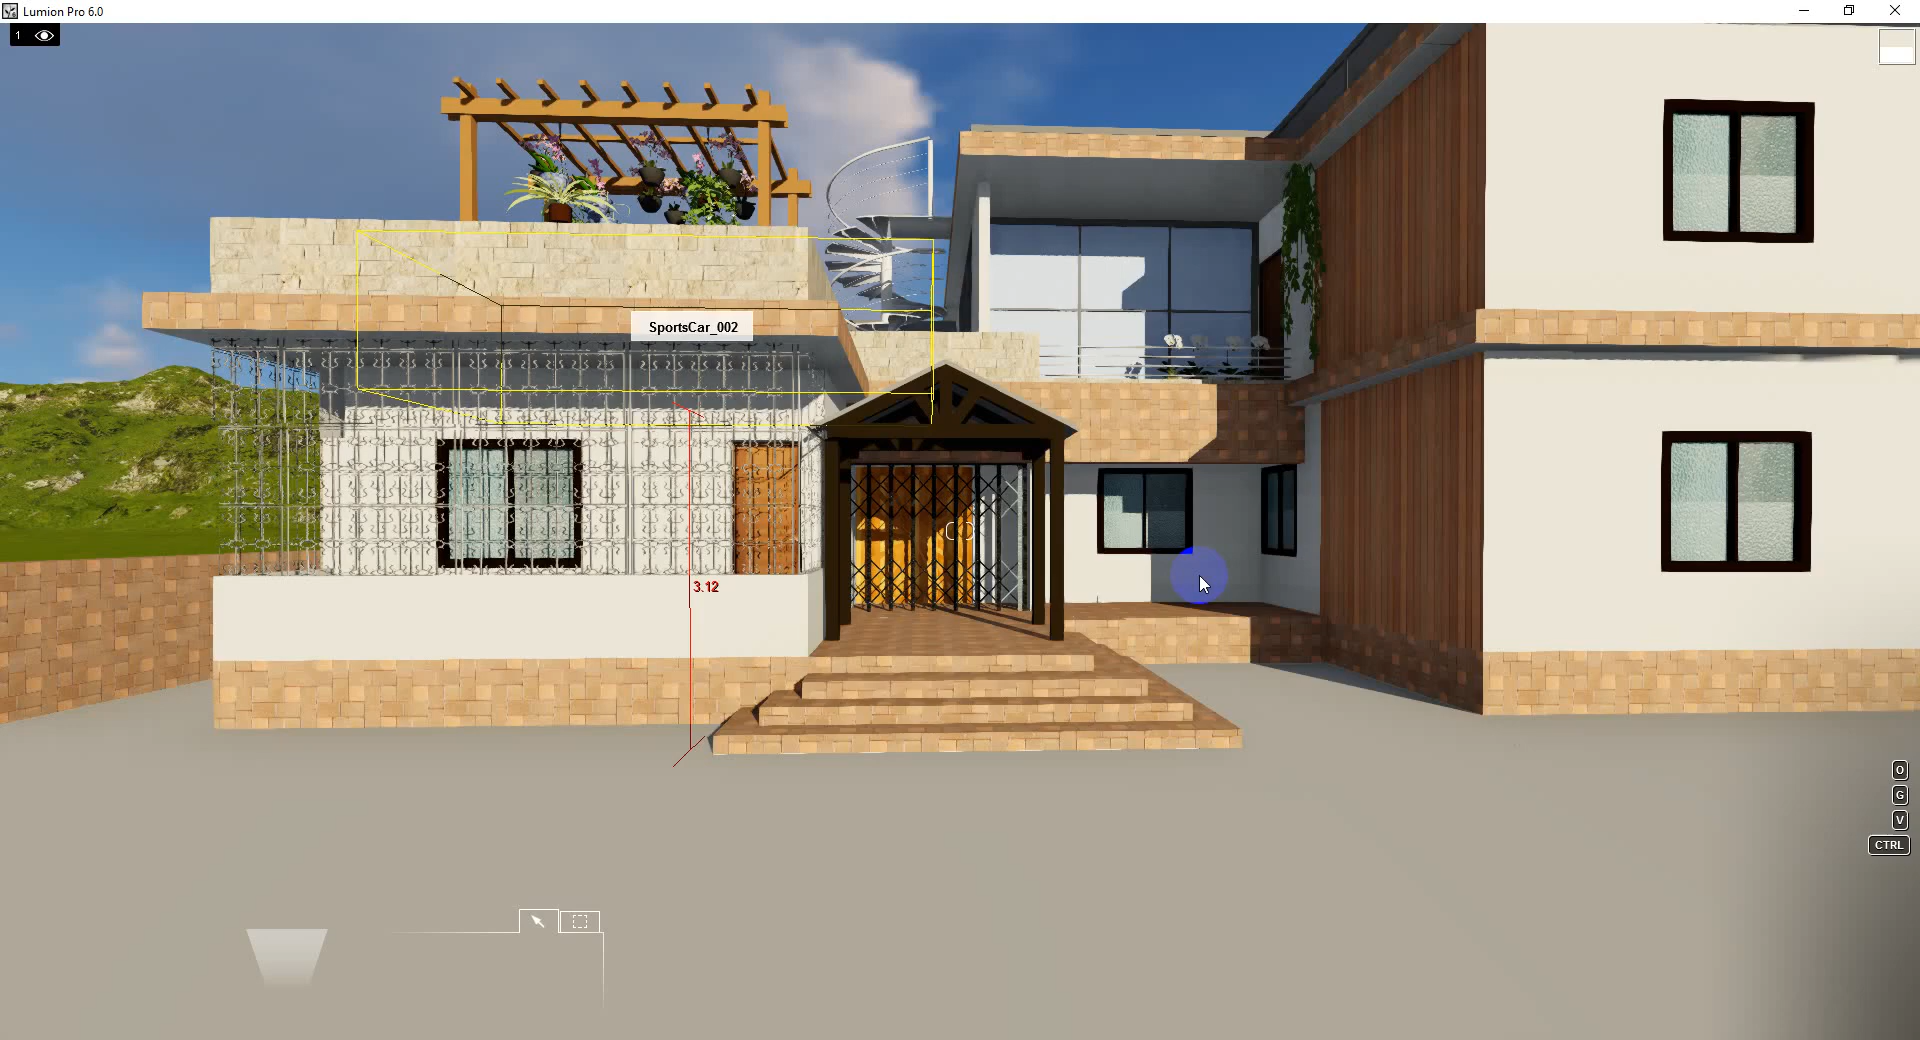 Lumion Pro 6.0
1
SportsCar_002
3.12
O
G
V
CTRL